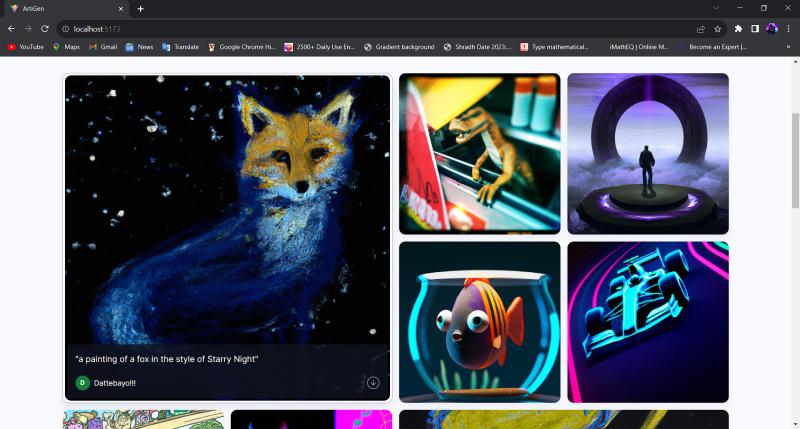 ArtiGen
localhost:5173
YouTube
Maps
Gmail
News
Translate
Google Chrome Hi...
2500+ Daily Use En...
Gradient background
Shradh Date 2023:...
Type mathematical...
iMathEQ | Online M...
Become an Expert |...
"a painting of a fox in the style of Starry Night"
D
Dattebayo!!!